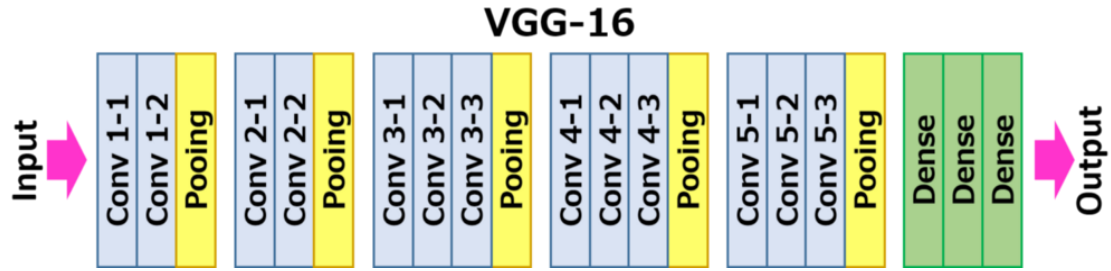 VGG-16
Input
Conv 1-1
Conv 1-2
Pooing
Conv 2-1
Conv 2-2
Pooing
Conv 3-1
Conv 3-2
Conv 3-3
Pooing
Conv 4-1
Conv 4-2
Conv 4-3
Pooing
Conv 5-1
Conv 5-2
Conv 5-3
Pooing
Dense
Dense
Dense
Output